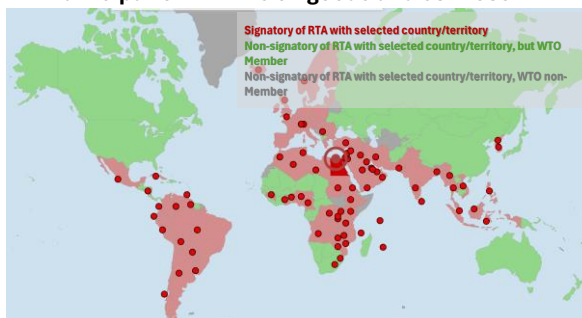 Signatory of RTA with selected country/territory
Non-signatory of RTA with selected country/territory, but WTO
Member
Non-signatory of RTA with selected country/territory, WTO non-
Member